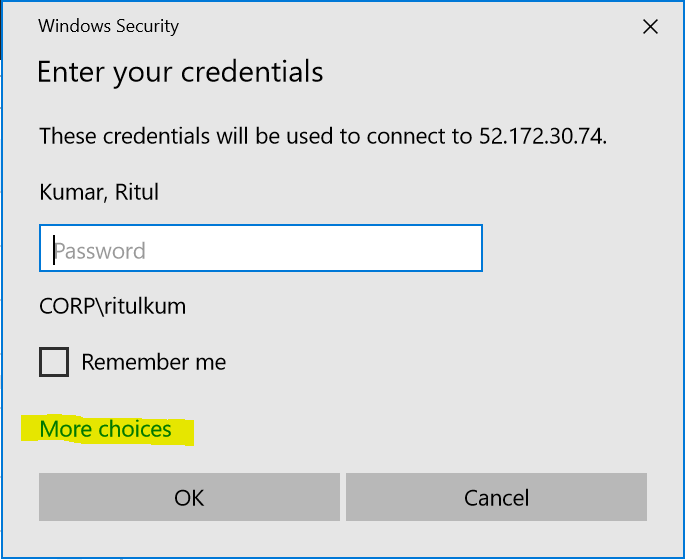 Windows Security
Enter your credentials
These credentials will be used to connect to 52.172.30.74.
Kumar, Ritul
Password
CORP\ritulkum
Remember me
More choices
OK
Cancel